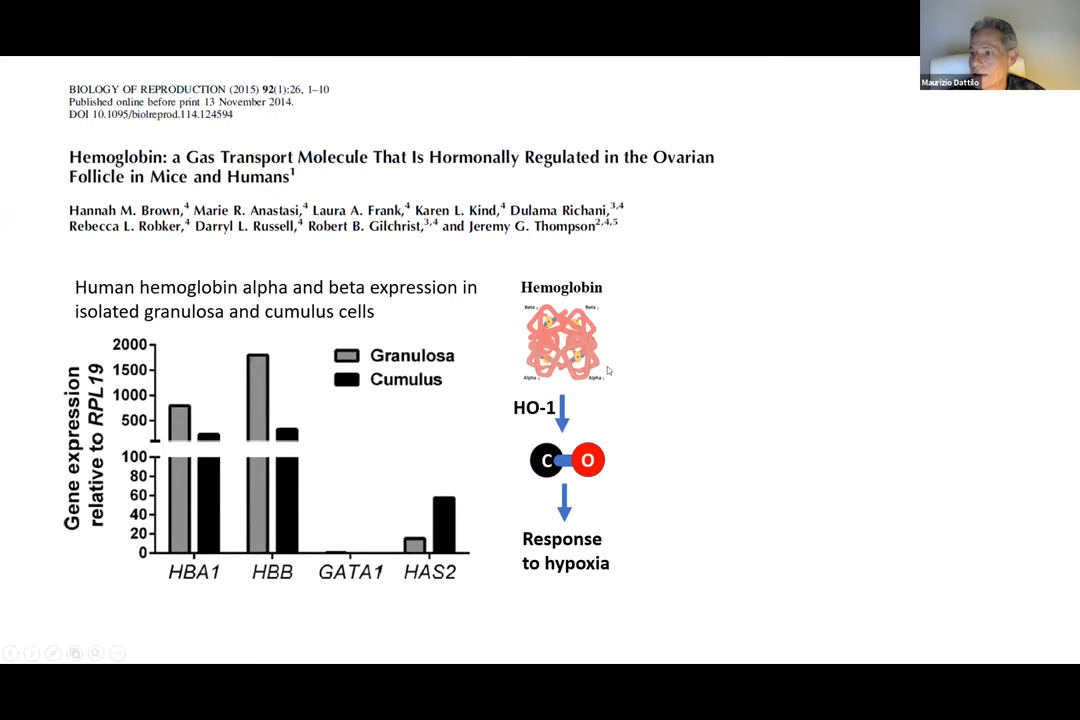 Maurizio Dattilo
BIOLOGY OF REPRODUCTION (2015) 92(1):26, 1–10
Published online before print 13 November 2014.
DOI 10.1095/biolreprod.114.124594
Hemoglobin: a Gas Transport Molecule That Is Hormonally Regulated in the Ovarian
Follicle in Mice and Humans1
Hannah M. Brown,4 Marie R. Anastasi,4 Laura A. Frank,4 Karen L. Kind,4 Dulama Richani,3,4
Rebecca L. Robker,4 Darryl L. Russell,4 Robert B. Gilchrist,3,4 and Jeremy G. Thompson2,4,5
Human hemoglobin alpha and beta expression in
isolated granulosa and cumulus cells
Gene expression
relative to RPL19
2000
1500
1000
500
100
80
60
40
20
0
Granulosa
Cumulus
HBA1 HBB GATA1 HAS2
Hemoglobin
Beta Beta
Alpha Alpha
HO-1
C O
Response
to hypoxia